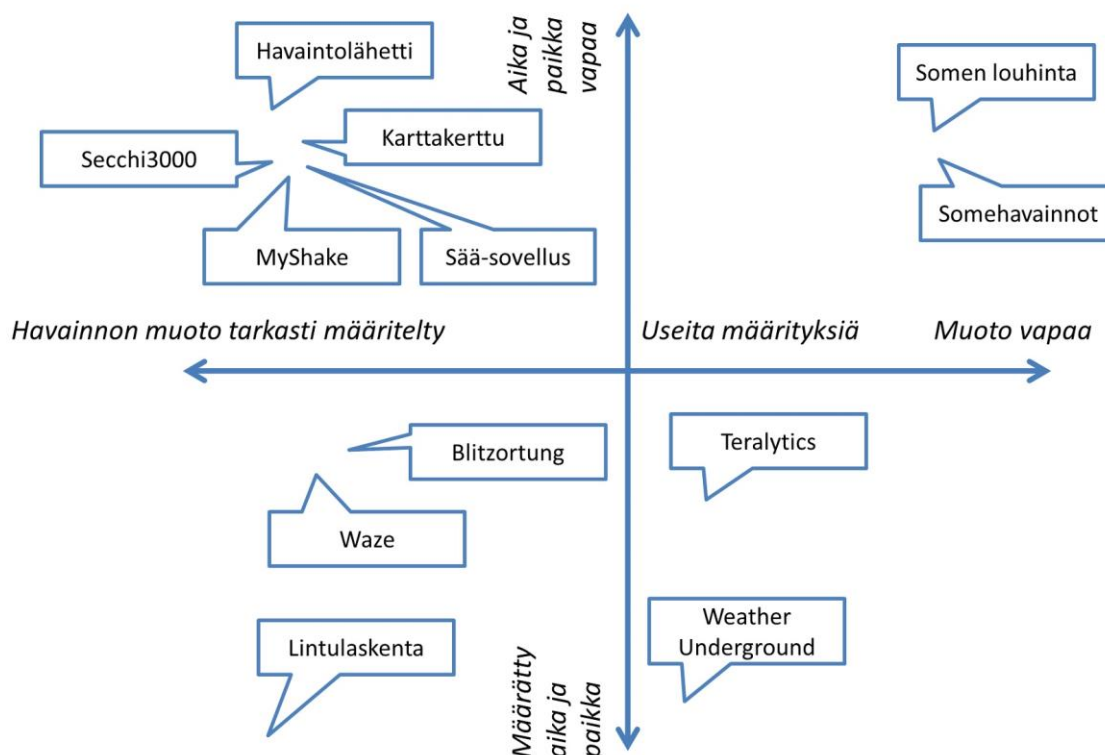 Havaintolähetti
Aika ja
paikka
vapaa
Somen louhinta
Karttakerttu
Secchi3000
Somehavainnot
MyShake
Sää-sovellus
Havainnon muoto tarkasti määritelty
Useita määrityksiä
Muoto vapaa
Blitzortung
Teralytics
Waze
Weather
Underground
Lintulaskenta
Määrätty
aika ja
paikka